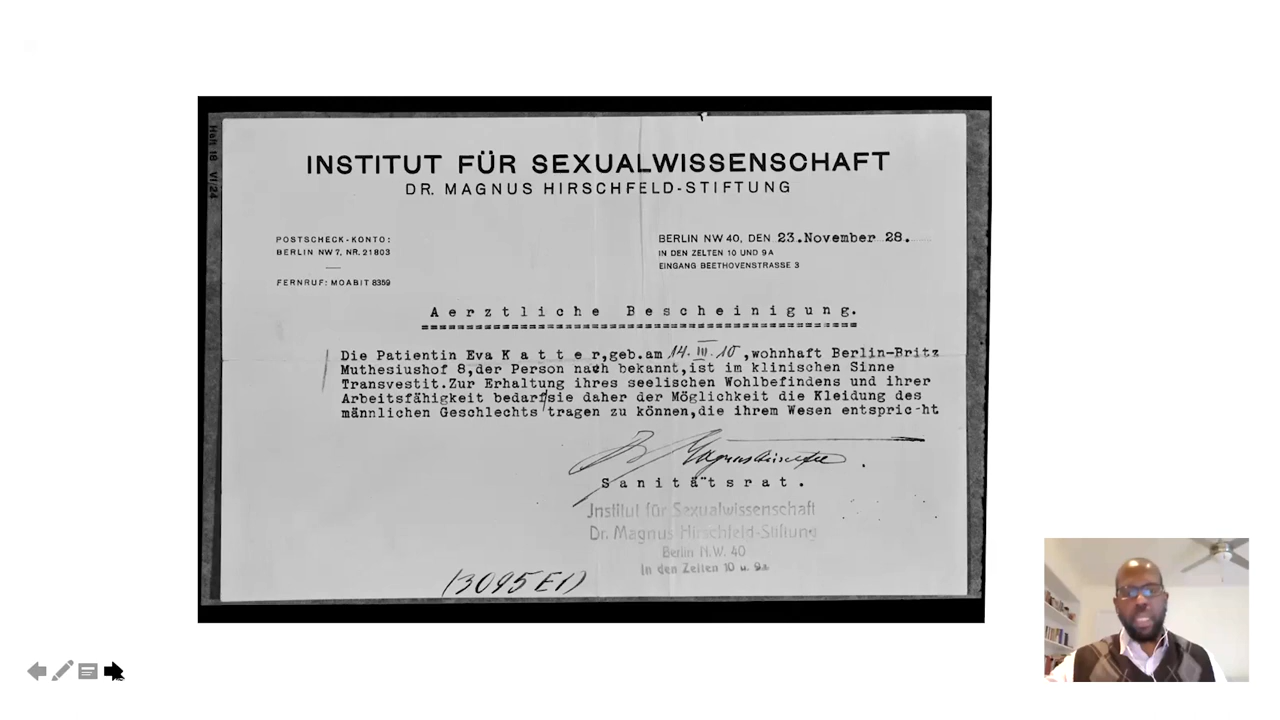 INSTITUT FÜR SEXUALWISSENSCHAFT
DR. MAGNUS HIRSCHFELD-STIFTUNG
POSTSCHECK-KONTO:
BERLIN NW 7, NR. 21803
FERNRUF: MOABIT 8359
BERLIN NW 40, DEN 23.November 28.
IN DEN ZELTEN 10 UND 9A
EINGANG BEETHOVENSTRASSE 3
Aerztliche Bescheinigung.
Die Patientin Eva Katter,geb.am 14.III.10,wohnhaft Berlin-Britz
Muthesiushof 8,der Person nach bekannt,ist im klinischen Sinne
Transvestit.Zur Erhaltung ihres seelischen Wohlbefindens und ihrer
Arbeitsfähigkeit bedarf/sie daher der Möglichkeit die Kleidung des
männlichen Geschlechts tragen zu können,die ihrem Wesen entspric-ht
Sanitätsrat.
Institut für Sexualwissenschaft
Dr. Magnus Hirschfeld-Stiftung
Berlin N.W. 40
In den Zelten 10 u. 9a